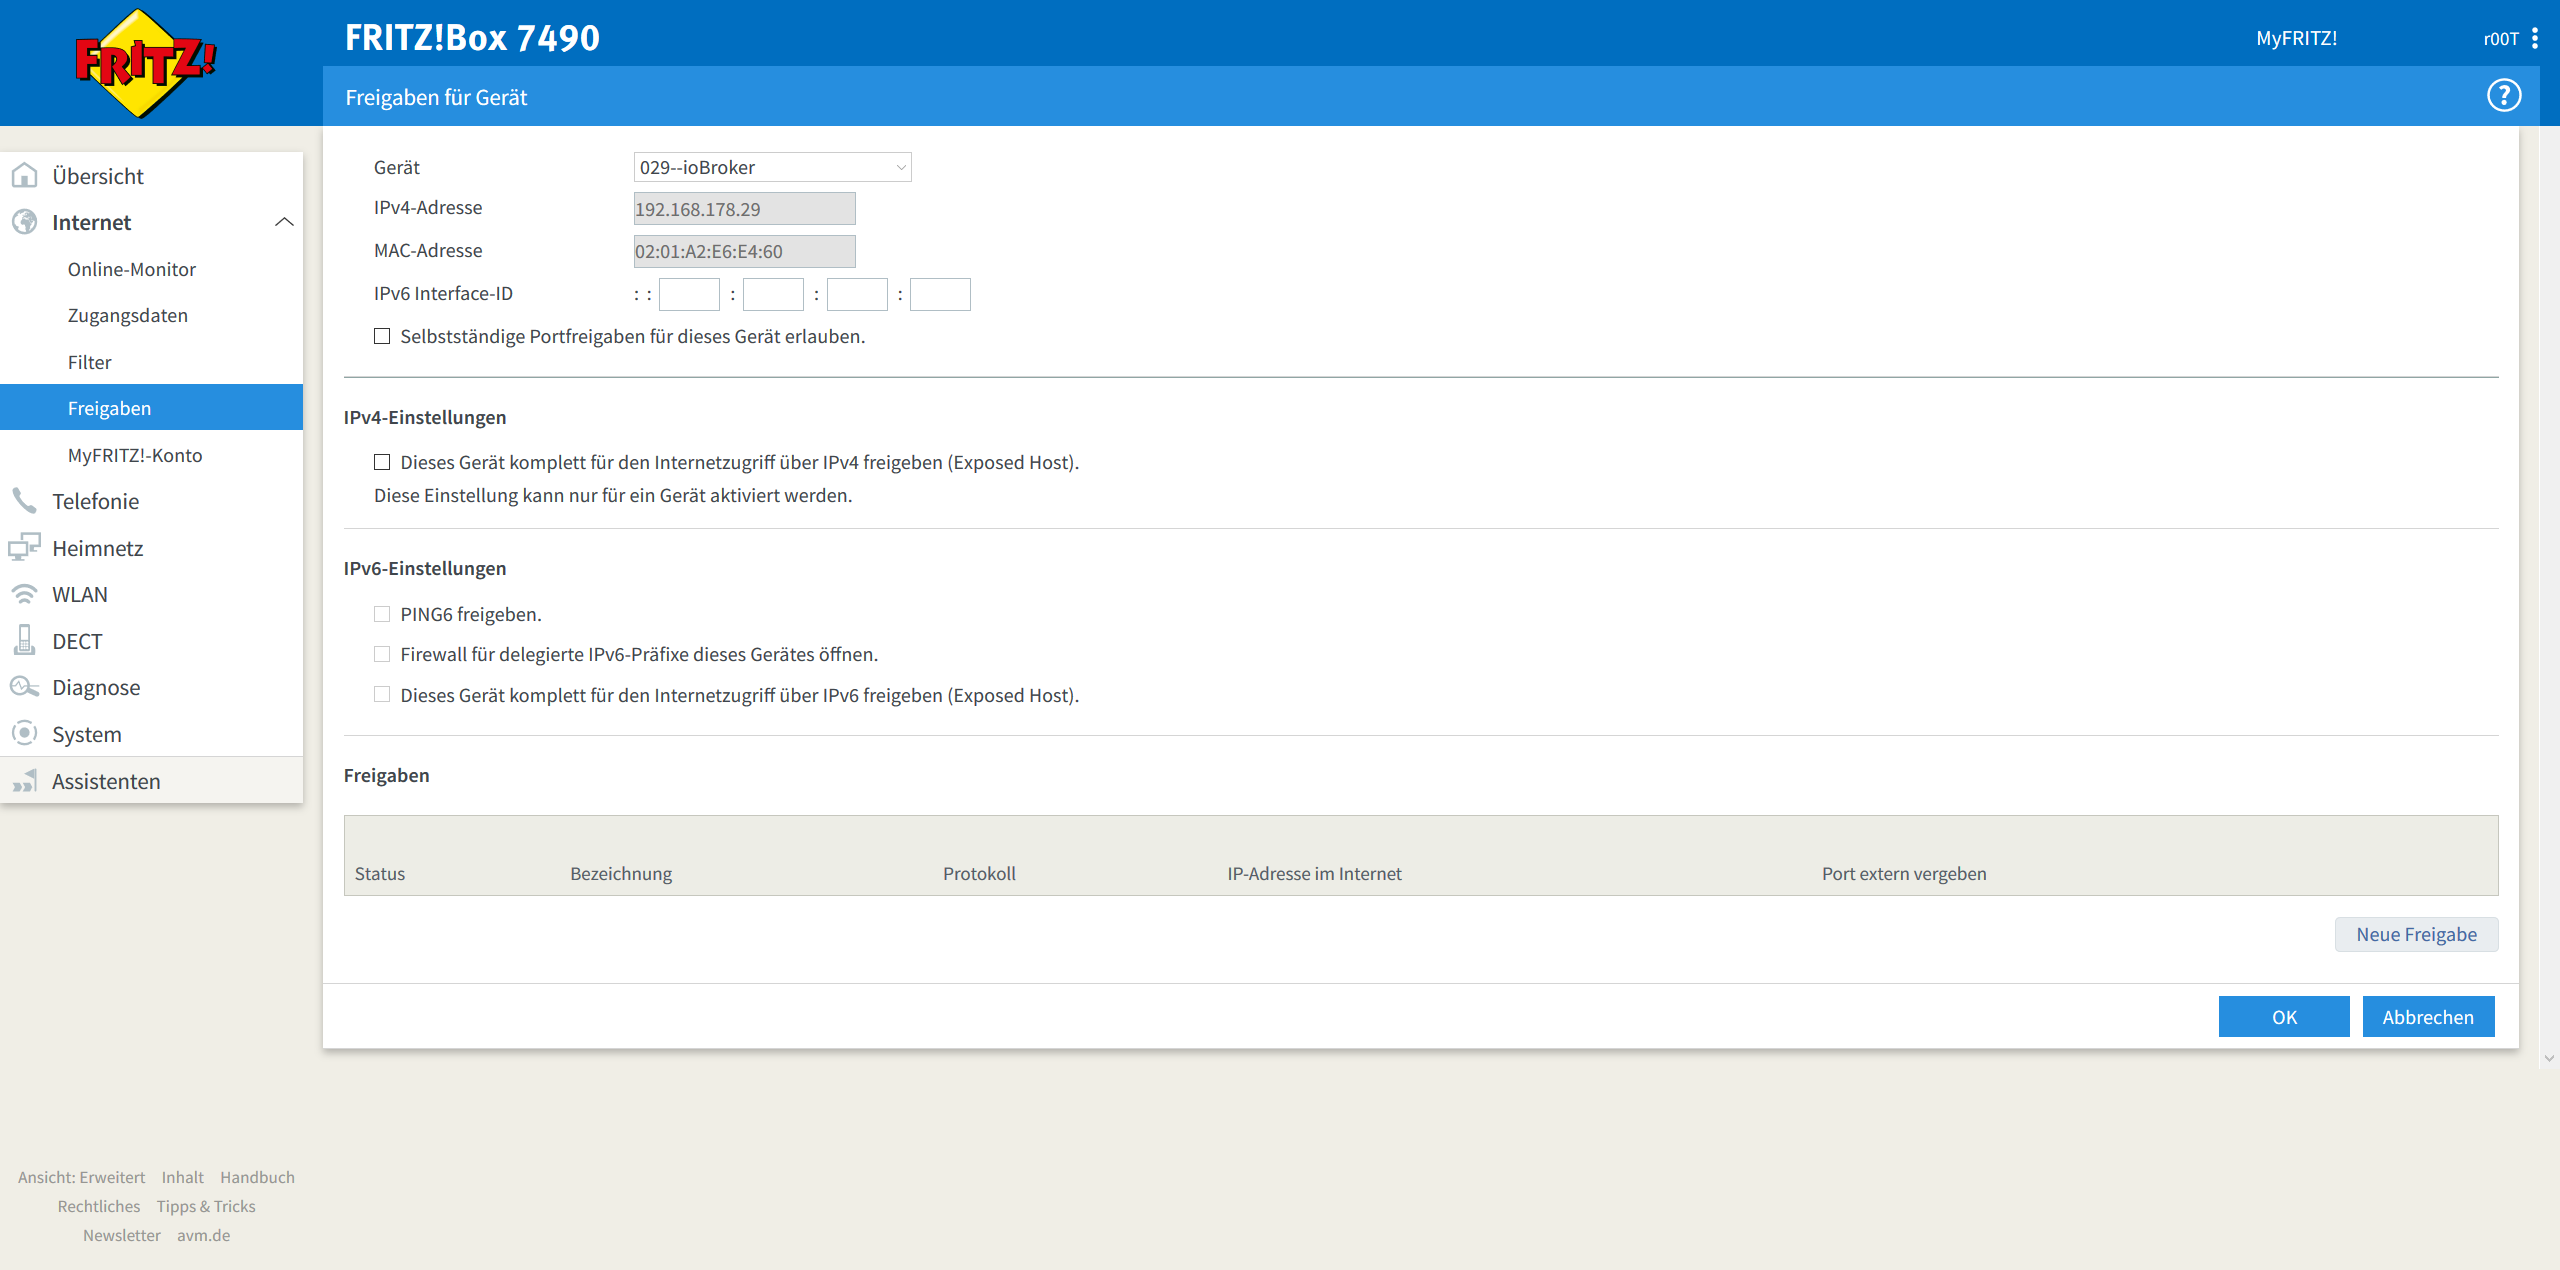 FRITZ!
FRITZ!Box 7490
MyFRITZ!
r00T
Freigaben für Gerät
?
Übersicht
Internet
Online-Monitor
Zugangsdaten
Filter
Freigaben
MyFRITZ!-Konto
Telefonie
Heimnetz
WLAN
DECT
Diagnose
System
Assistenten
Gerät 029--ioBroker
IPv4-Adresse 192.168.178.29
MAC-Adresse 02:01:A2:E6:E4:60
IPv6 Interface-ID : : : : :
Selbstständige Portfreigaben für dieses Gerät erlauben.
IPv4-Einstellungen
Dieses Gerät komplett für den Internetzugriff über IPv4 freigeben (Exposed Host).
Diese Einstellung kann nur für ein Gerät aktiviert werden.
IPv6-Einstellungen
PING6 freigeben.
Firewall für delegierte IPv6-Präfixe dieses Gerätes öffnen.
Dieses Gerät komplett für den Internetzugriff über IPv6 freigeben (Exposed Host).
Freigaben
Status Bezeichnung Protokoll IP-Adresse im Internet Port extern vergeben
Neue Freigabe
OK Abbrechen
Ansicht: Erweitert Inhalt Handbuch
Rechtliches Tipps & Tricks
Newsletter avm.de